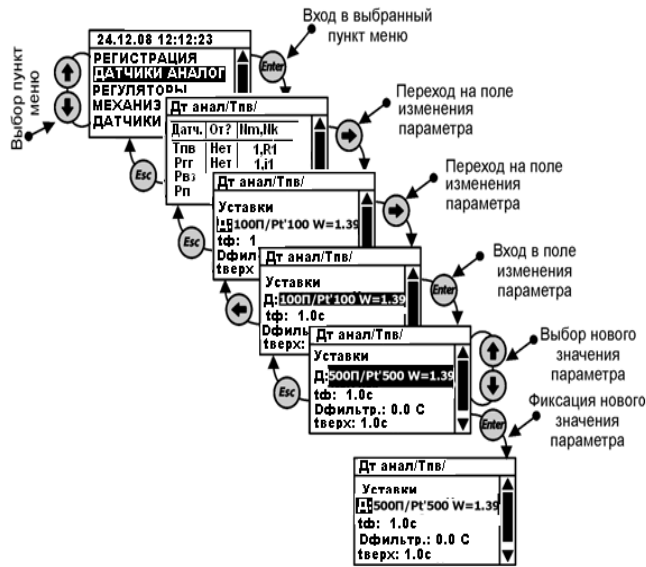 Вход в выбранный
пункт меню
Выбор пункт
меню
24.12.08 12:12:23
РЕГИСТРАЦИЯ
ДАТЧИКИ АНАЛОГ
РЕГУЛЯТОРЫ
МЕХАНИЗ
ДАТЧИКИ
Enter
Переход на поле
изменения
параметра
Дт анал/Тпв/
Датч. От? Nm,Nk
Тпв Нет 1,R1
Ргг Нет 1,i1
Рвз
Рп
Esc
Переход на поле
изменения
параметра
Дт анал/Тпв/
Уставки
Д:100П/Pt'100 W=1.39
tф: 1
Dфил
tверх
Esc
Вход в поле
изменения
параметра
Дт анал/Тпв/
Уставки
Д:100П/Pt'100 W=1.39
tф: 1.0с
Dфиль
tверх:
Enter
Выбор нового
значения
параметра
Дт анал/Тпв/
Уставки
Д:500П/Pt'500 W=1.39
tф: 1.0с
Dфильтр.: 0.0 С
tверх: 1.0с
Esc
Enter
Фиксация нового
значения
параметра
Дт анал/Тпв/
Уставки
Д:500П/Pt'500 W=1.39
tф: 1.0с
Dфильтр.: 0.0 С
tверх: 1.0с